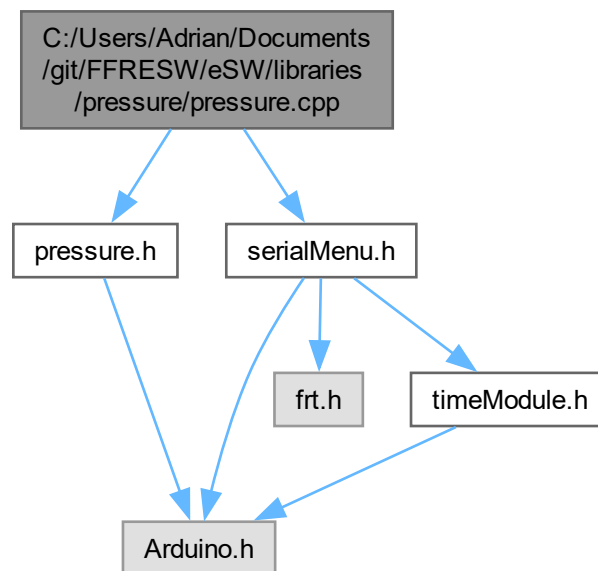 C:/Users/Adrian/Documents
/git/FFRESW/eSW/libraries
/pressure/pressure.cpp
pressure.h
serialMenu.h
frt.h
timeModule.h
Arduino.h